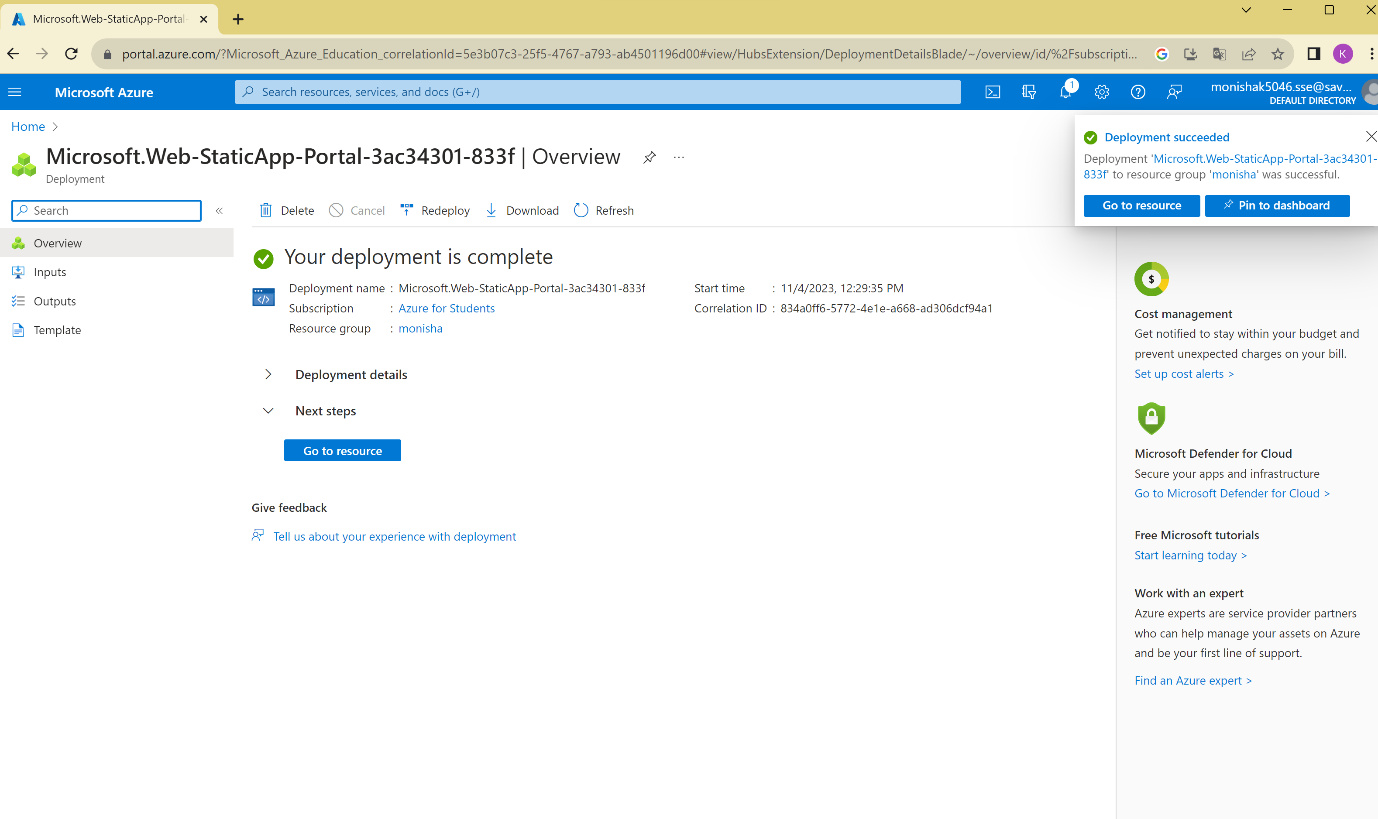 Microsoft.Web-StaticApp-Portal-
portal.azure.com/?Microsoft_Azure_Education_correlationId=5e3b07c3-25f5-4767-a793-ab4501196d00#view/HubsExtension/DeploymentDetailsBlade/~/overview/id/%2Fsubscripti...
K
Microsoft Azure
Search resources, services, and docs (G+/)
1
monishak5046.sse@sav...
DEFAULT DIRECTORY
Home
Microsoft.Web-StaticApp-Portal-3ac34301-833f | Overview
...
Deployment
Deployment succeeded
Deployment 'Microsoft.Web-StaticApp-Portal-3ac34301-
833f' to resource group 'monisha' was successful.
Go to resource
Pin to dashboard
Search
«
Overview
Inputs
Outputs
Template
Delete
Cancel
Redeploy
Download
Refresh
Your deployment is complete
Deployment name : Microsoft.Web-StaticApp-Portal-3ac34301-833f
Subscription : Azure for Students
Resource group : monisha
Start time : 11/4/2023, 12:29:35 PM
Correlation ID : 834a0ff6-5772-4e1e-a668-ad306dcf94a1
Deployment details
Next steps
Go to resource
Give feedback
Tell us about your experience with deployment
Cost management
Get notified to stay within your budget and
prevent unexpected charges on your bill.
Set up cost alerts >
Microsoft Defender for Cloud
Secure your apps and infrastructure
Go to Microsoft Defender for Cloud >
Free Microsoft tutorials
Start learning today >
Work with an expert
Azure experts are service provider partners
who can help manage your assets on Azure
and be your first line of support.
Find an Azure expert >